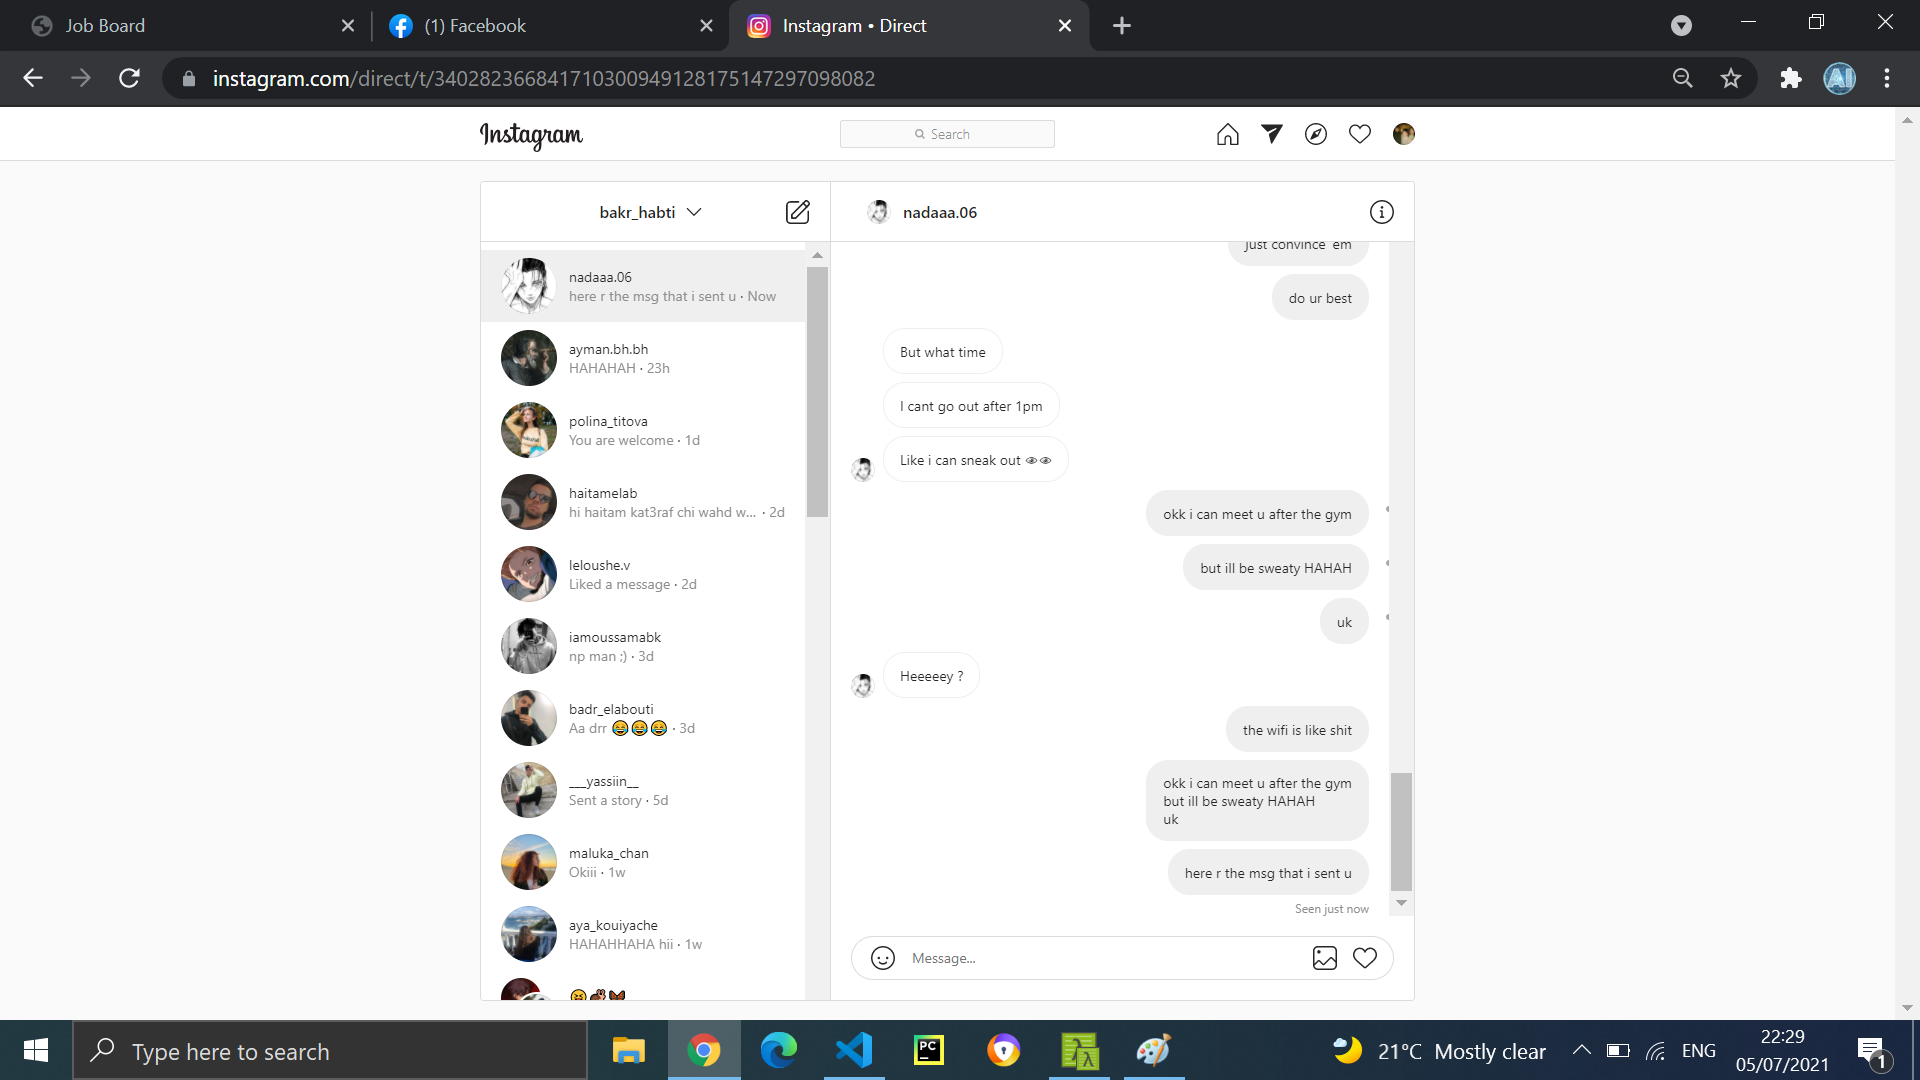 Job Board
(1) Facebook
Instagram • Direct
instagram.com/direct/t/340282366841710300949128175147297098082
AI
Instagram
Search
bakr_habti
nadaaa.06
nadaaa.06
here r the msg that i sent u · Now
ayman.bh.bh
HAHAHAH · 23h
polina_titova
You are welcome · 1d
haitamelab
hi haitam kat3raf chi wahd w... · 2d
leloushe.v
Liked a message · 2d
iamoussamabk
np man ;) · 3d
badr_elabouti
Aa drr 😂😂😂 · 3d
___yassiin__
Sent a story · 5d
maluka_chan
Okiii · 1w
aya_kouiyache
HAHAHHAHA hii · 1w
just convince 'em
do ur best
But what time
I cant go out after 1pm
Like i can sneak out 👁👁
okk i can meet u after the gym
but ill be sweaty HAHAH
uk
Heeeeey ?
the wifi is like shit
okk i can meet u after the gym
but ill be sweaty HAHAH
uk
here r the msg that i sent u
Seen just now
Message...
Type here to search
PC
21°C Mostly clear
ENG
22:29
05/07/2021
1